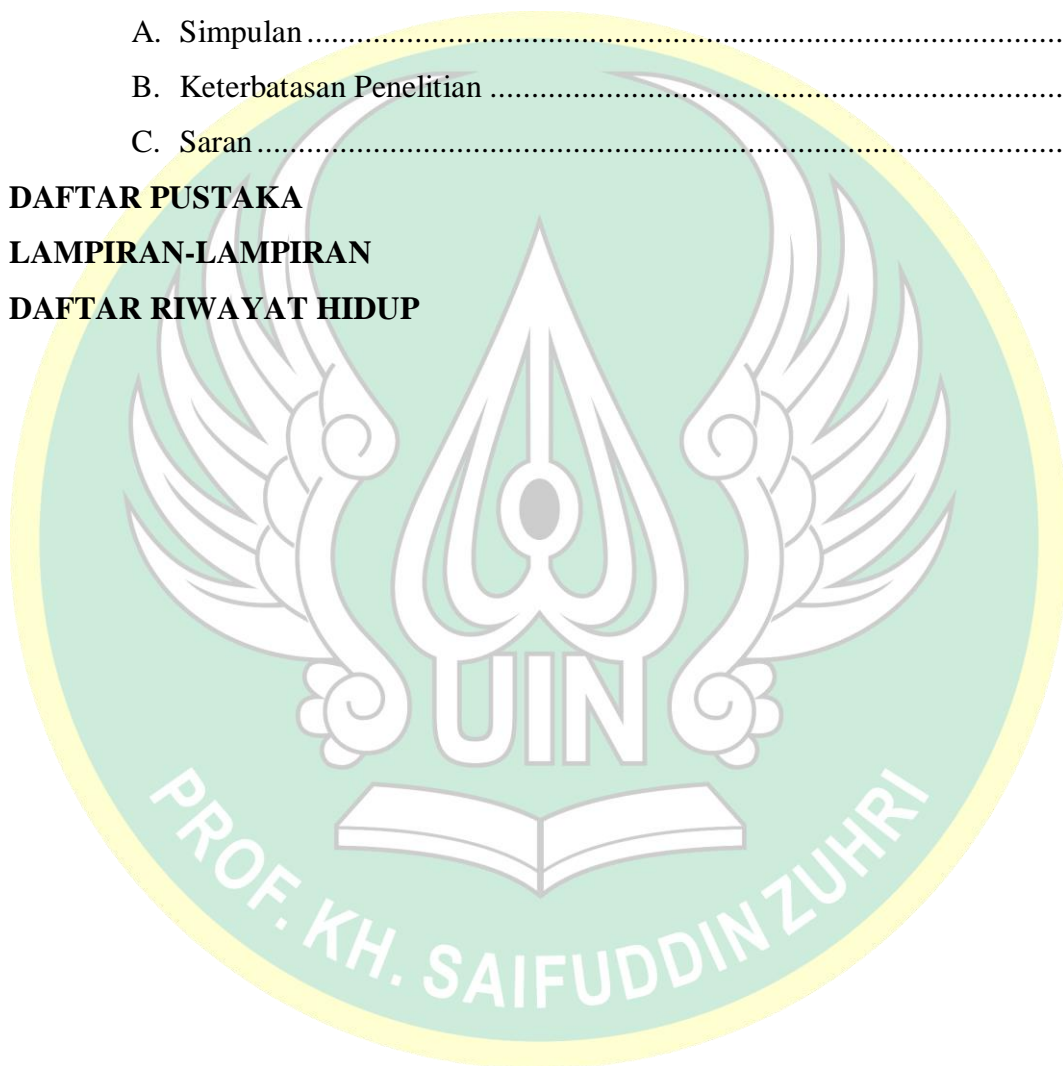 A. Simpulan ............................................................................................
B. Keterbatasan Penelitian ......................................................................
C. Saran ..................................................................................................
DAFTAR PUSTAKA
LAMPIRAN-LAMPIRAN
DAFTAR RIWAYAT HIDUP
UIN
PROF. KH. SAIFUDDIN ZUHRI